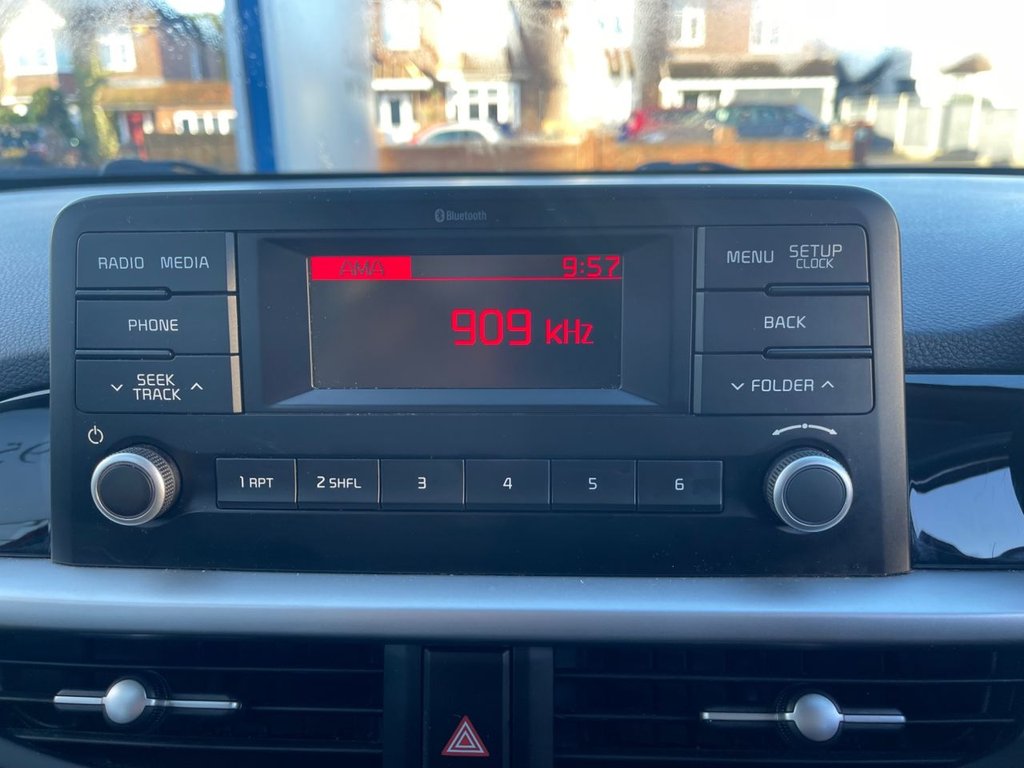 Bluetooth
RADIO MEDIA
AMA 9:57
MENU SETUP
CLOCK
PHONE
909 kHz
BACK
SEEK
TRACK
FOLDER
1 RPT 2 SHFL 3 4 5 6